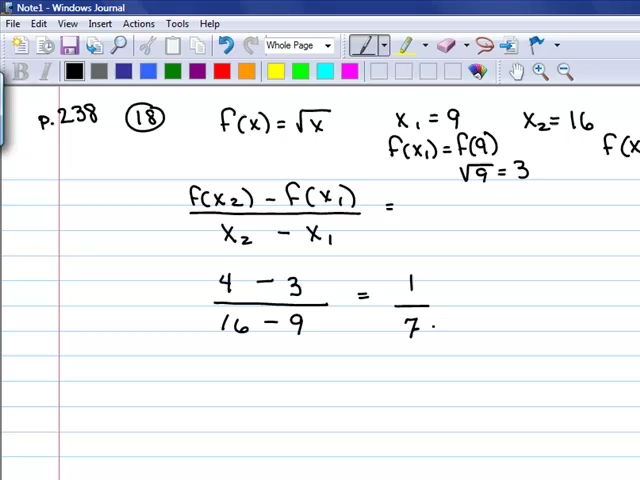 Note1 - Windows Journal
File Edit View Insert Actions Tools Help
Whole Page
B I
p.238 18 f(x) = √x x₁ = 9 x₂ = 16
f(x₁) = f(9) f(x
√9 = 3
f(x₂) - f(x₁) =
x₂ - x₁
4 - 3 = 1
16 - 9 7.